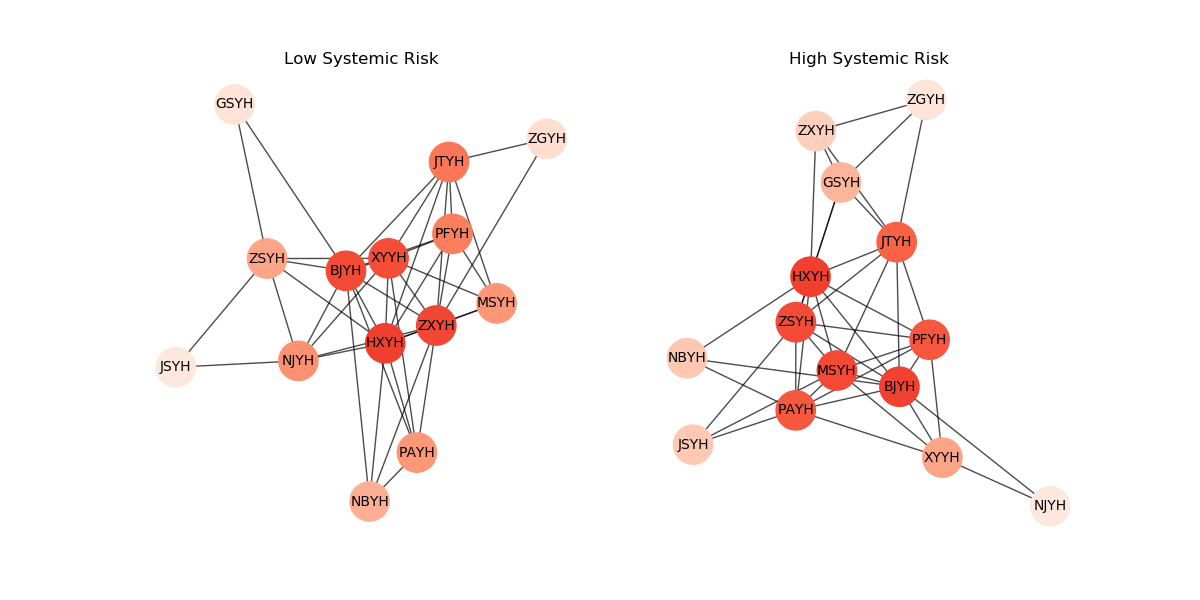 Low Systemic Risk
GSYH
ZGYH
JTYH
PFYH
ZSYH
XYYH
BJYH
MSYH
ZXYH
HXYH
NJYH
JSYH
PAYH
NBYH
High Systemic Risk
ZGYH
ZXYH
GSYH
JTYH
HXYH
ZSYH
PFYH
NBYH
MSYH
BJYH
PAYH
JSYH
XYYH
NJYH